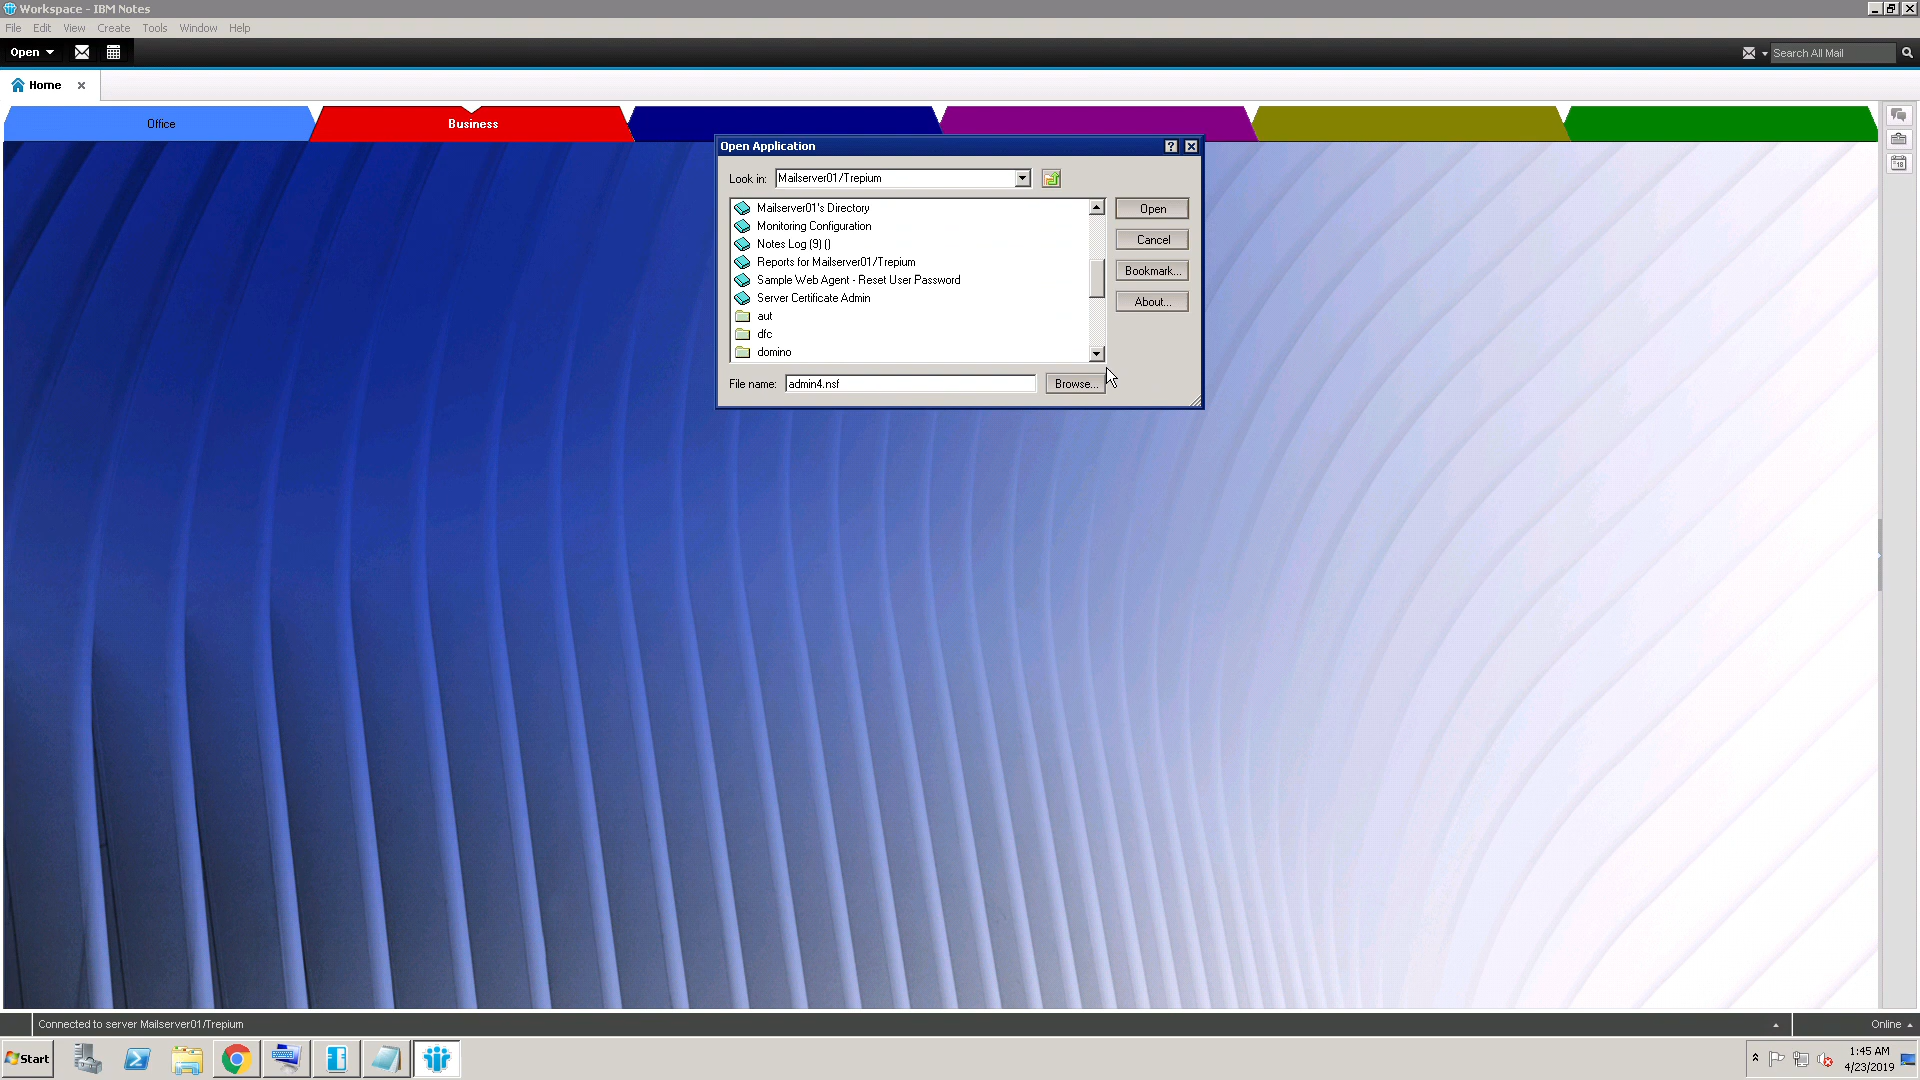 Workspace - IBM Notes
File Edit View Create Tools Window Help
Open
Search All Mail
Home
Office
Business
Open Application
Look in: Mailserver01/Trepium
Mailserver01's Directory
Monitoring Configuration
Notes Log (9) ()
Reports for Mailserver01/Trepium
Sample Web Agent - Reset User Password
Server Certificate Admin
aut
dfc
domino
Open
Cancel
Bookmark...
About...
File name: admin4.nsf Browse...
18
Connected to server Mailserver01/Trepium
Online
Start
1:45 AM
4/23/2019